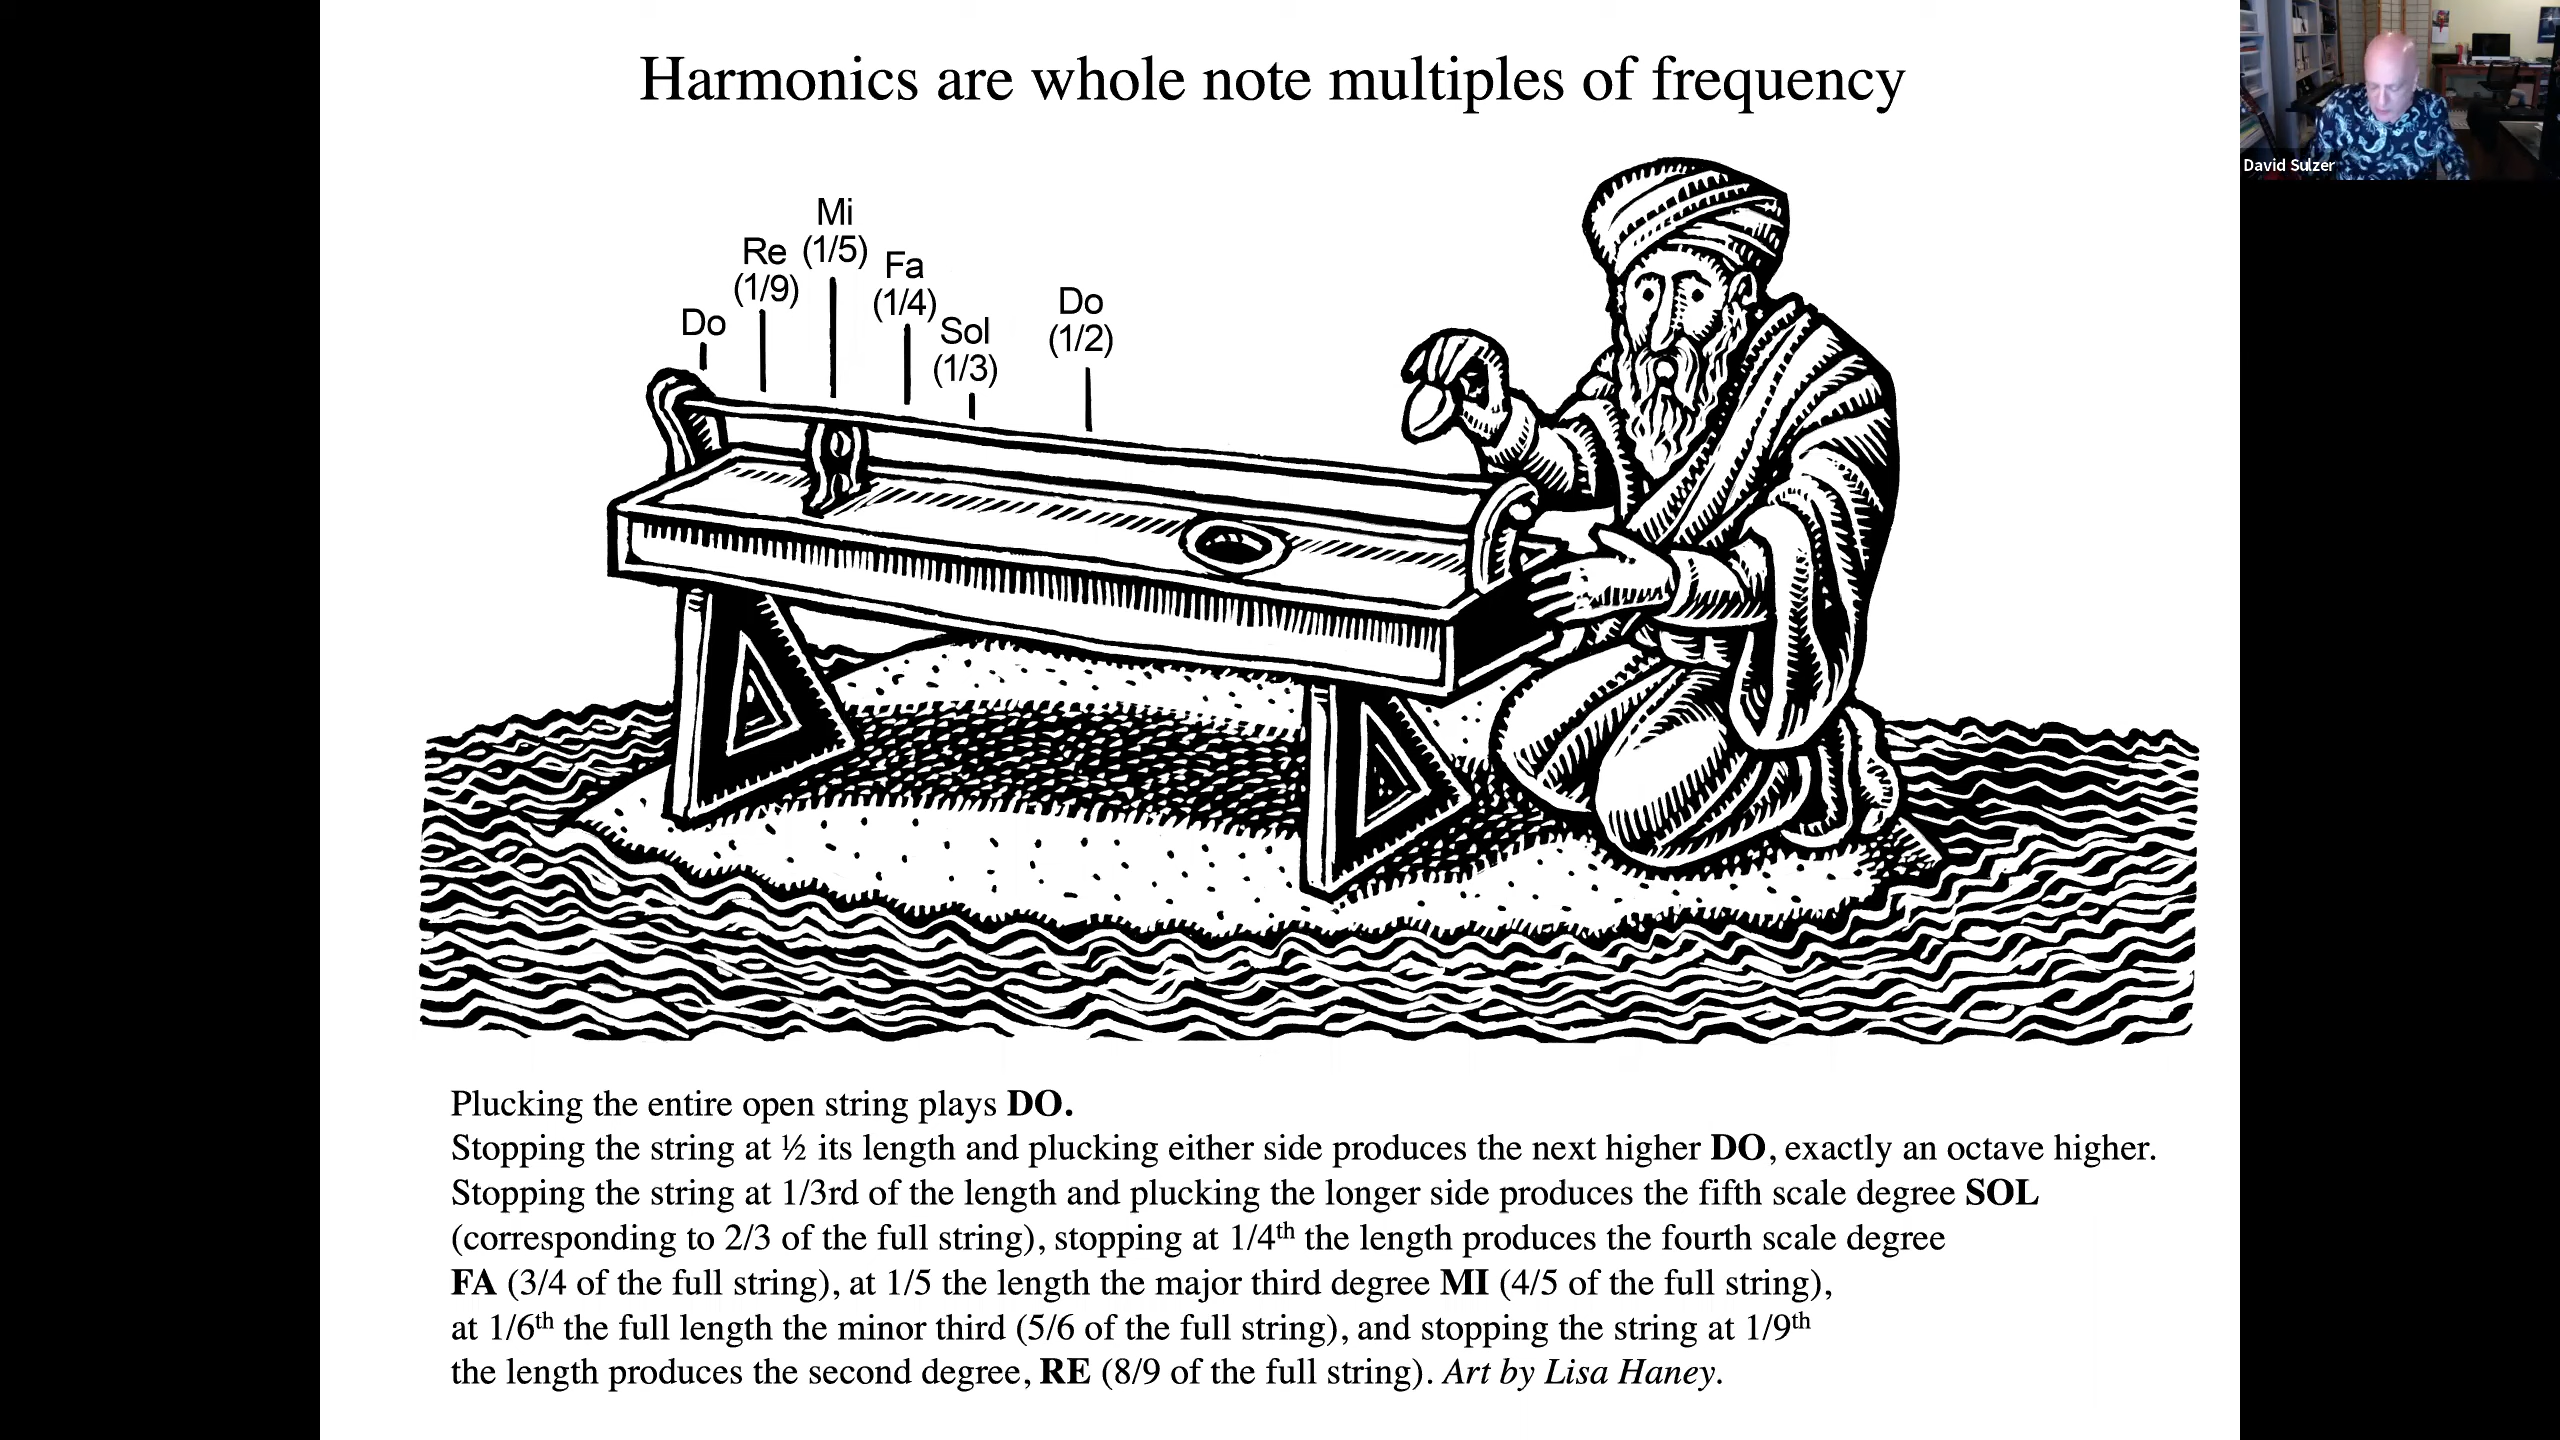 Harmonics are whole note multiples of frequency
David Sulzer
Mi
(1/5)
Re
(1/9)
Fa
(1/4)
Do
Sol
(1/3)
Do
(1/2)
Plucking the entire open string plays DO.
Stopping the string at ½ its length and plucking either side produces the next higher DO, exactly an octave higher.
Stopping the string at 1/3rd of the length and plucking the longer side produces the fifth scale degree SOL
(corresponding to 2/3 of the full string), stopping at 1/4th the length produces the fourth scale degree
FA (3/4 of the full string), at 1/5 the length the major third degree MI (4/5 of the full string),
at 1/6th the full length the minor third (5/6 of the full string), and stopping the string at 1/9th
the length produces the second degree, RE (8/9 of the full string). Art by Lisa Haney.